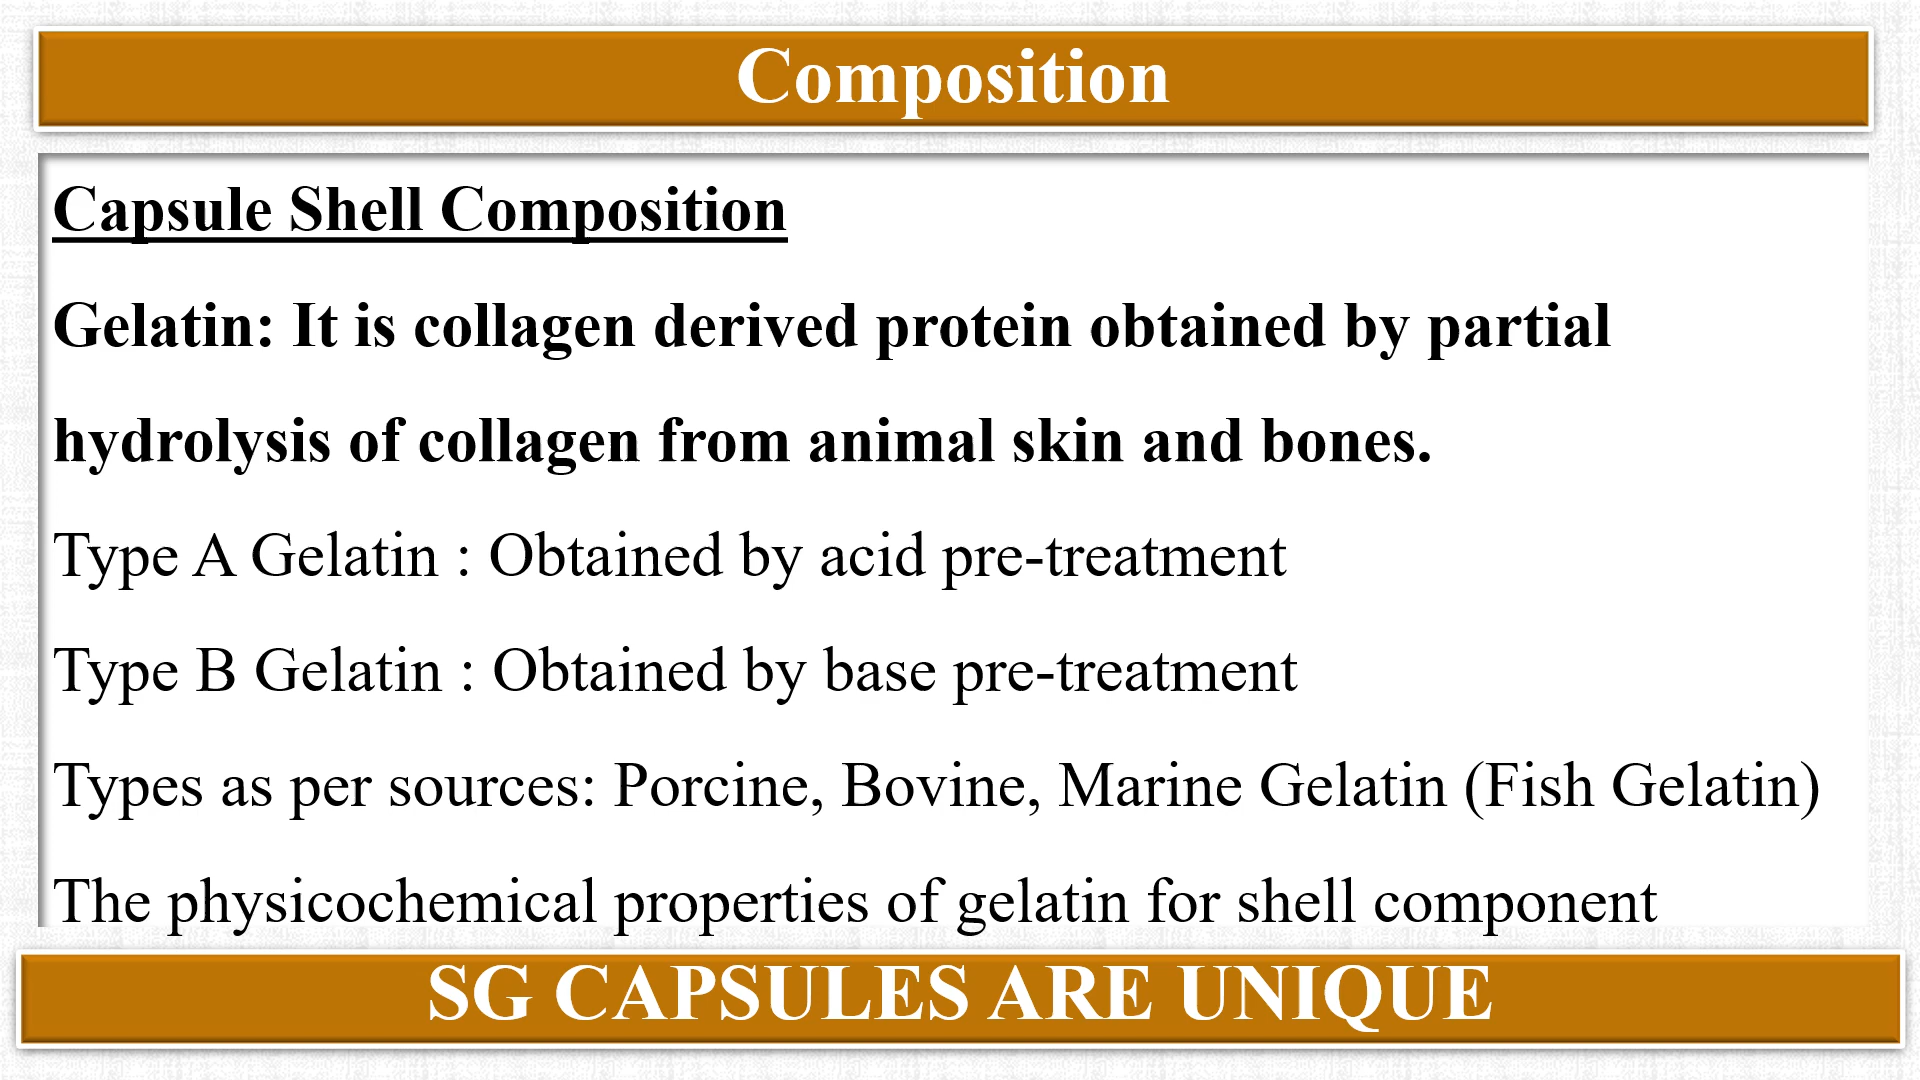 Composition
Capsule Shell Composition
Gelatin: It is collagen derived protein obtained by partial
hydrolysis of collagen from animal skin and bones.
Type A Gelatin : Obtained by acid pre-treatment
Type B Gelatin : Obtained by base pre-treatment
Types as per sources: Porcine, Bovine, Marine Gelatin (Fish Gelatin)
The physicochemical properties of gelatin for shell component
SG CAPSULES ARE UNIQUE